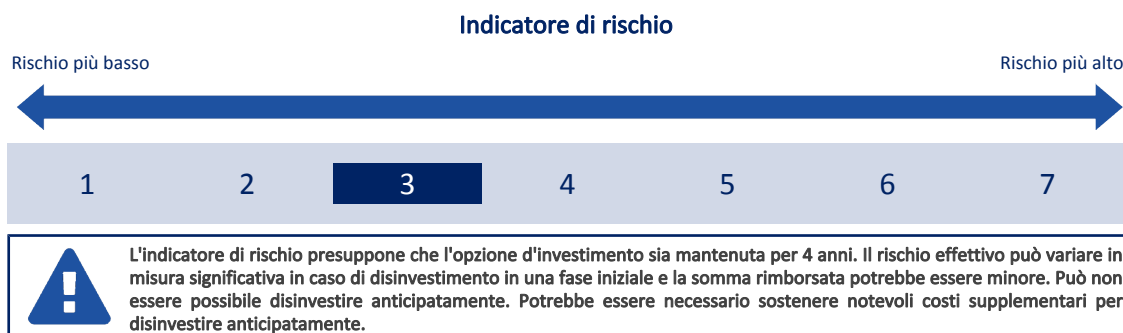 Indicatore di rischio
Rischio più basso
Rischio più alto
1 2 3 4 5 6 7
L'indicatore di rischio presuppone che l'opzione d'investimento sia mantenuta per 4 anni. Il rischio effettivo può variare in
misura significativa in caso di disinvestimento in una fase iniziale e la somma rimborsata potrebbe essere minore. Può non
essere possibile disinvestire anticipatamente. Potrebbe essere necessario sostenere notevoli costi supplementari per
disinvestire anticipatamente.